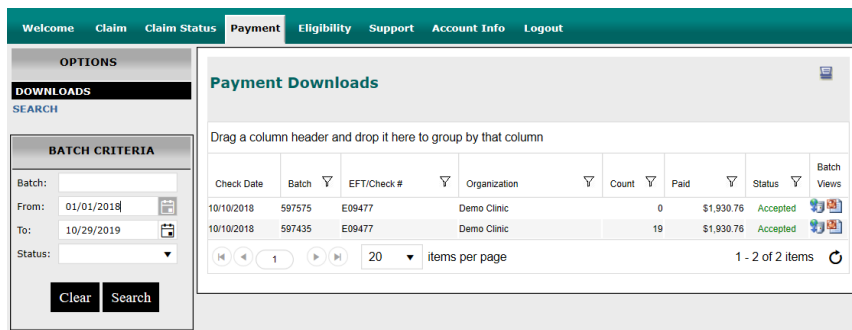 Welcome Claim Claim Status Payment Eligibility Support Account Info Logout
OPTIONS
DOWNLOADS
SEARCH
BATCH CRITERIA
Batch:
From: 01/01/2018
To: 10/29/2019
Status:
Clear Search
Payment Downloads
Drag a column header and drop it here to group by that column
Check Date Batch EFT/Check # Organization Count Paid Status Batch Views
10/10/2018 597575 E09477 Demo Clinic 0 $1,930.76 Accepted
10/10/2018 597435 E09477 Demo Clinic 19 $1,930.76 Accepted
1 20 items per page 1 - 2 of 2 items